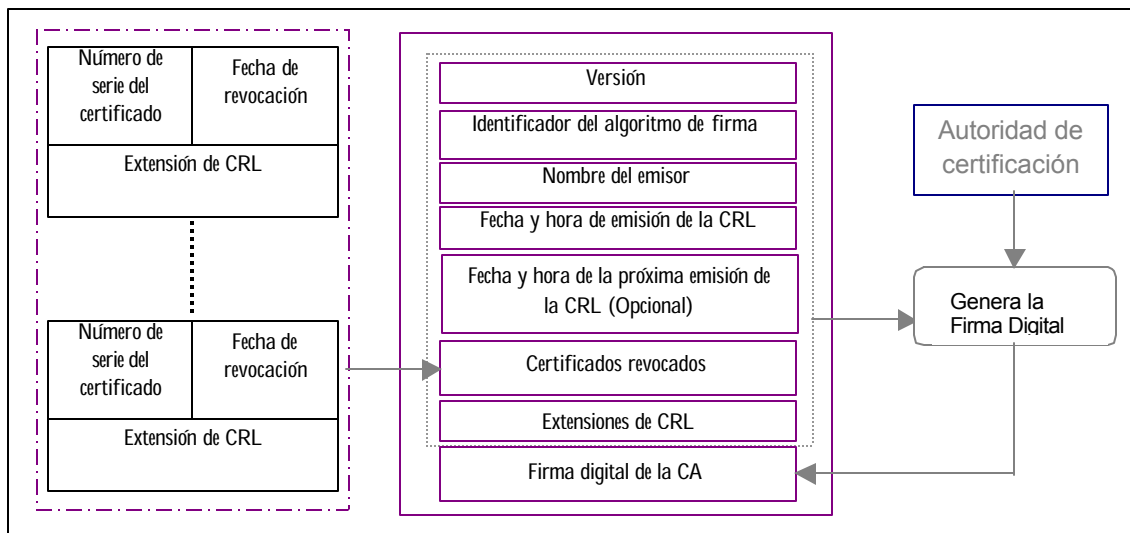 Número de
serie del
certificado
Fecha de
revocación
Extensión de CRL
Número de
serie del
certificado
Fecha de
revocación
Extensión de CRL
Versión
Identificador del algoritmo de firma
Nombre del emisor
Fecha y hora de emisión de la CRL
Fecha y hora de la próxima emisión de
la CRL (Opcional)
Certificados revocados
Extensiones de CRL
Firma digital de la CA
Autoridad de
certificación
Genera la
Firma Digital